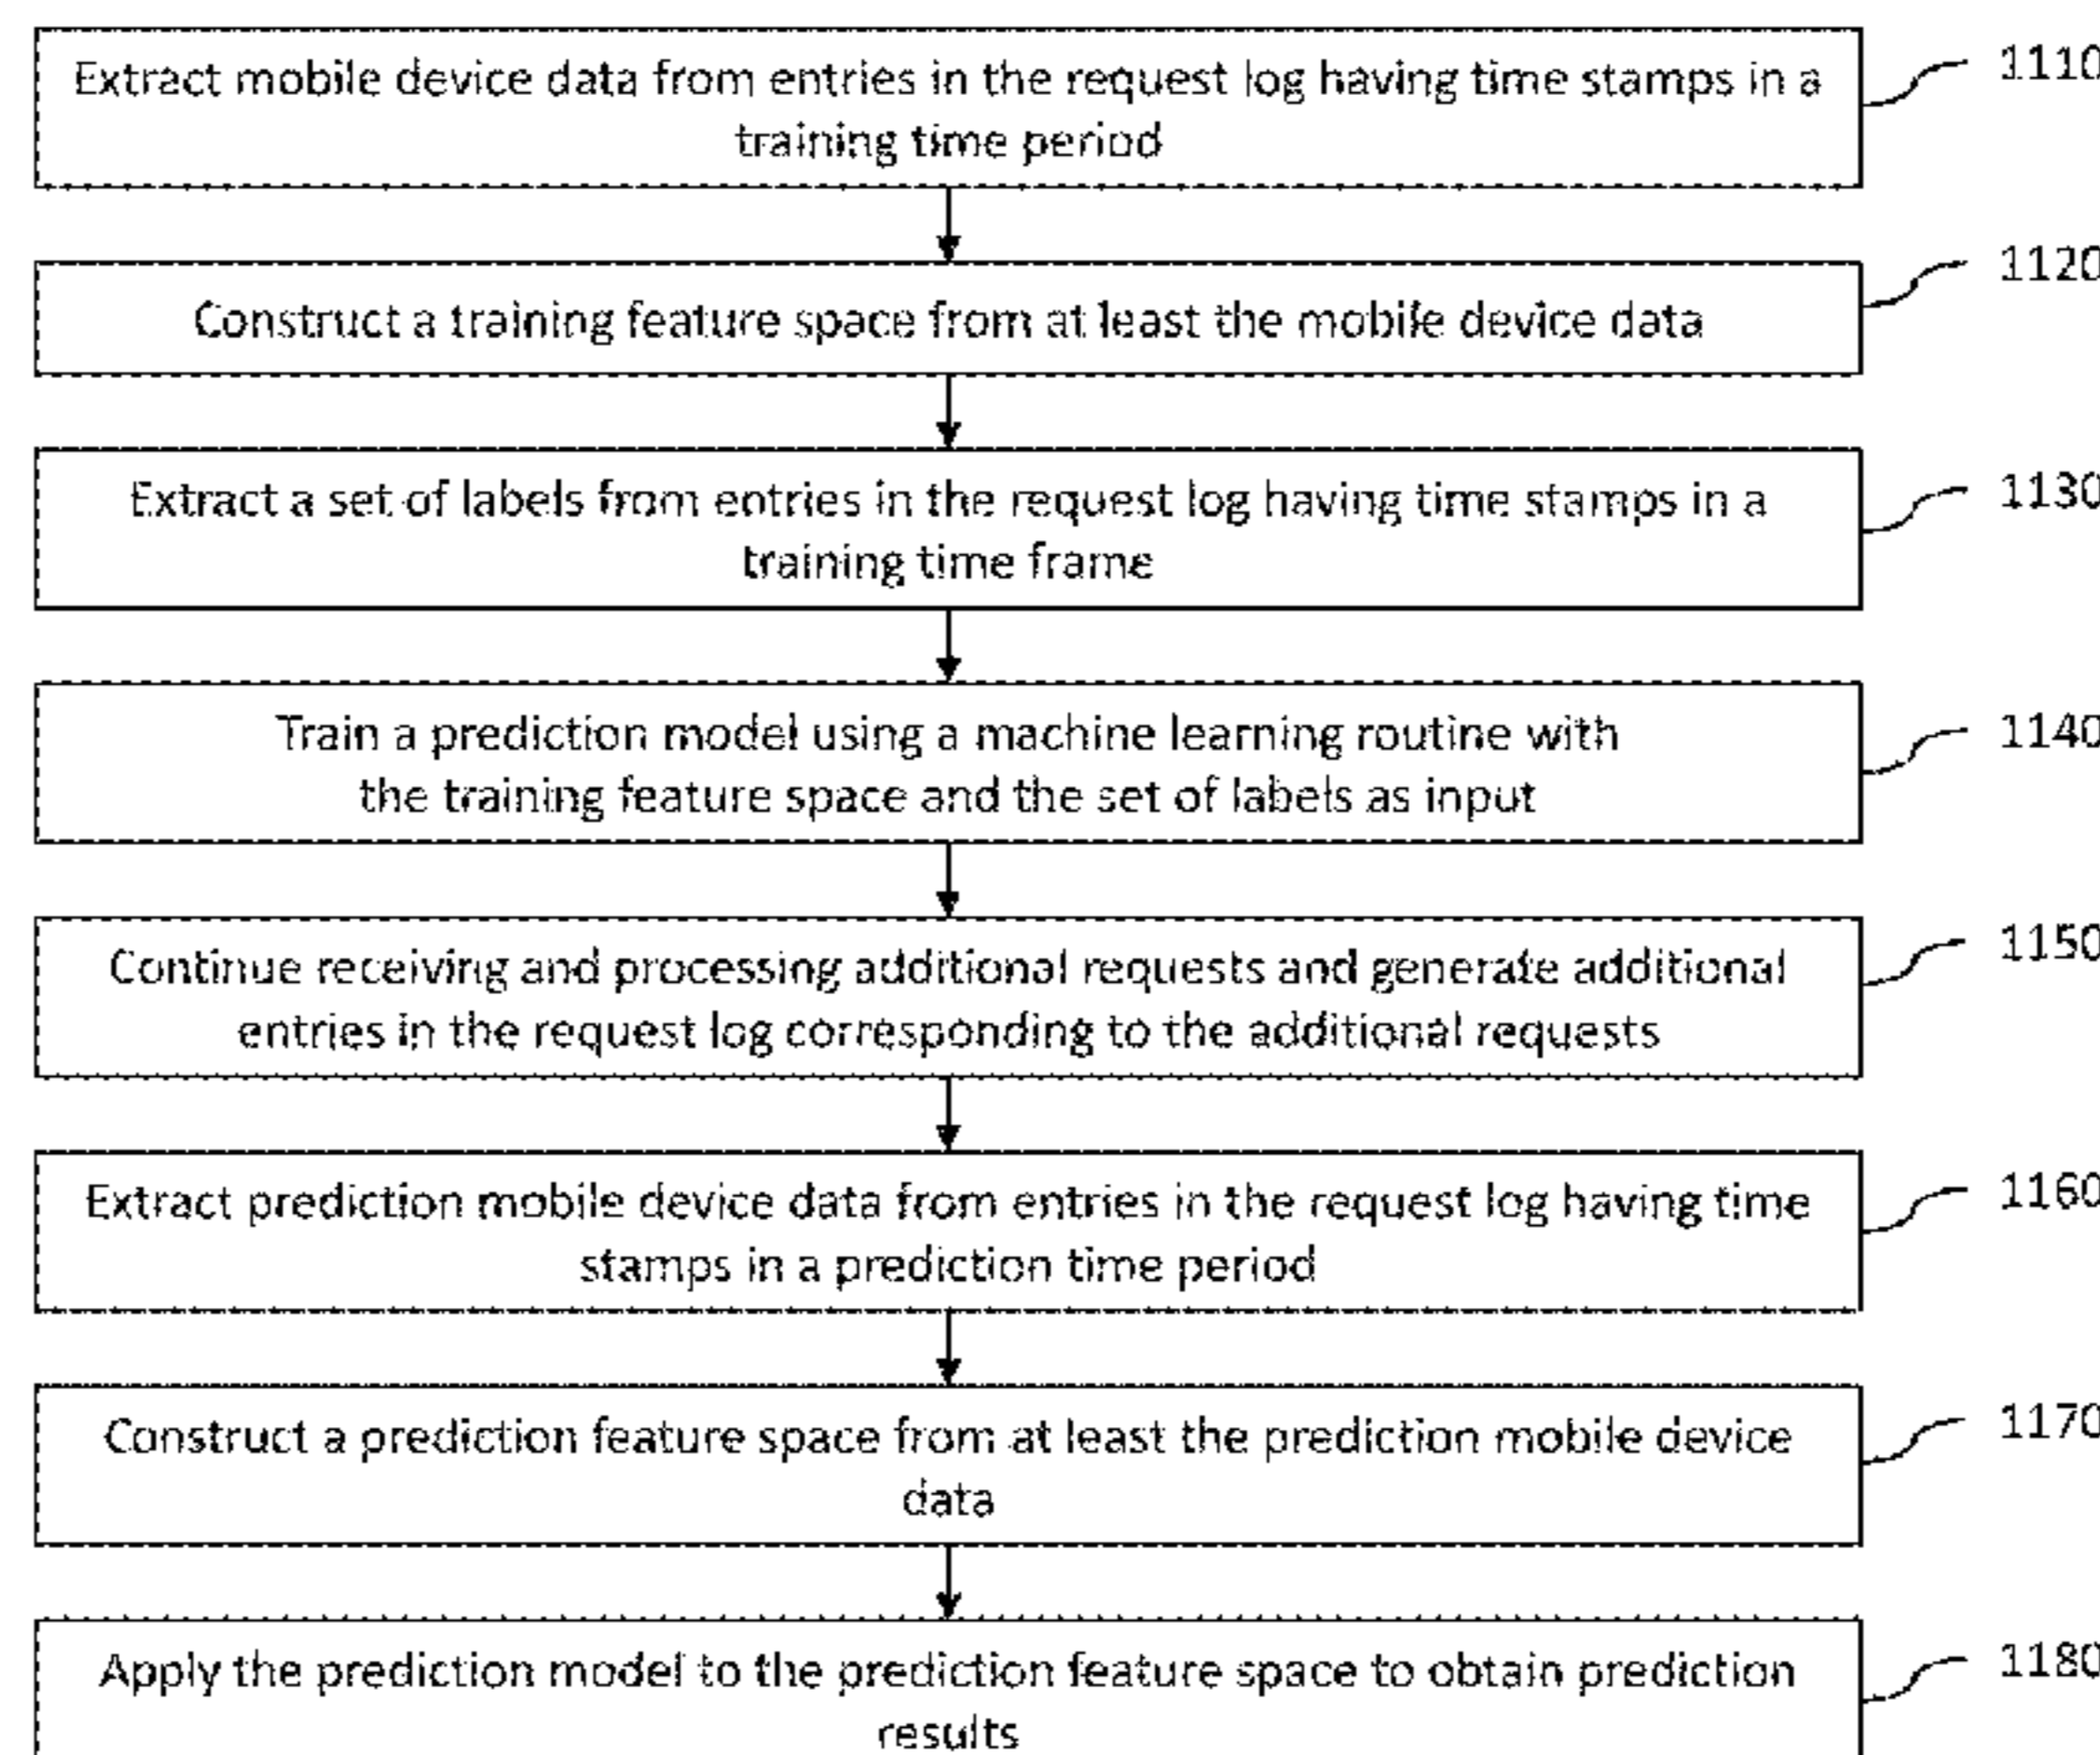 Extract mobile device data from entries in the request log having time stamps in a
training time period
1110
Construct a training feature space from at least the mobile device data
1120
Extract a set of labels from entries in the request log having time stamps in a
training time frame
1130
Train a prediction model using a machine learning routine with
the training feature space and the set of labels as input
1140
Continue receiving and processing additional requests and generate additional
entries in the request log corresponding to the additional requests
1150
Extract prediction mobile device data from entries in the request log having time
stamps in a prediction time period
1160
Construct a prediction feature space from at least the prediction mobile device
data
1170
Apply the prediction model to the prediction feature space to obtain prediction
results
1180